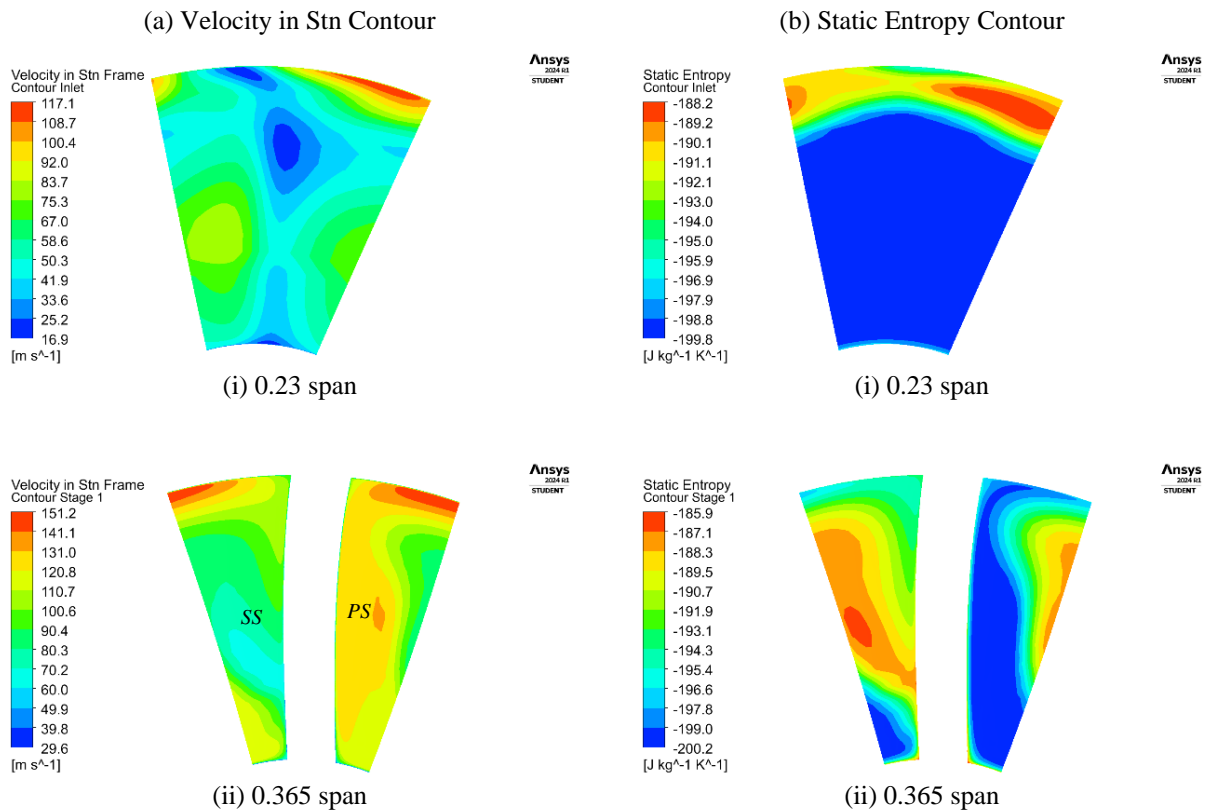 (a) Velocity in Stn Contour
(b) Static Entropy Contour
Velocity in Stn Frame
Contour Inlet
117.1
108.7
100.4
92.0
83.7
75.3
67.0
58.6
50.3
41.9
33.6
25.2
16.9
[m s^-1]
Ansys
2024 R1
STUDENT
(i) 0.23 span
Static Entropy
Contour Inlet
-188.2
-189.2
-190.1
-191.1
-192.1
-193.0
-194.0
-195.0
-195.9
-196.9
-197.9
-198.8
-199.8
[J kg^-1 K^-1]
Ansys
2024 R1
STUDENT
(i) 0.23 span
Velocity in Stn Frame
Contour Stage 1
151.2
141.1
131.0
120.8
110.7
100.6
90.4
80.3
70.2
60.0
49.9
39.8
29.6
[m s^-1]
SS
PS
Ansys
2024 R1
STUDENT
(ii) 0.365 span
Static Entropy
Contour Stage 1
-185.9
-187.1
-188.3
-189.5
-190.7
-191.9
-193.1
-194.3
-195.4
-196.6
-197.8
-199.0
-200.2
[J kg^-1 K^-1]
Ansys
2024 R1
STUDENT
(ii) 0.365 span